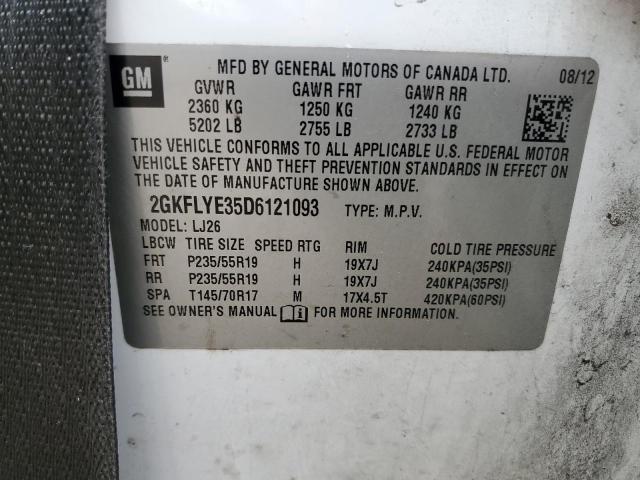 GM
MFD BY GENERAL MOTORS OF CANADA LTD. 08/12
GVWR GAWR FRT GAWR RR
2360 KG 1250 KG 1240 KG
5202 LB 2755 LB 2733 LB
THIS VEHICLE CONFORMS TO ALL APPLICABLE U.S. FEDERAL MOTOR
VEHICLE SAFETY AND THEFT PREVENTION STANDARDS IN EFFECT ON
THE DATE OF MANUFACTURE SHOWN ABOVE.
2GKFLYE35D6121093 TYPE: M.P.V.
MODEL: LJ26
LBCW TIRE SIZE SPEED RTG RIM COLD TIRE PRESSURE
FRT P235/55R19 H 19X7J 240KPA(35PSI)
RR P235/55R19 H 19X7J 240KPA(35PSI)
SPA T145/70R17 M 17X4.5T 420KPA(60PSI)
SEE OWNER'S MANUAL FOR MORE INFORMATION.